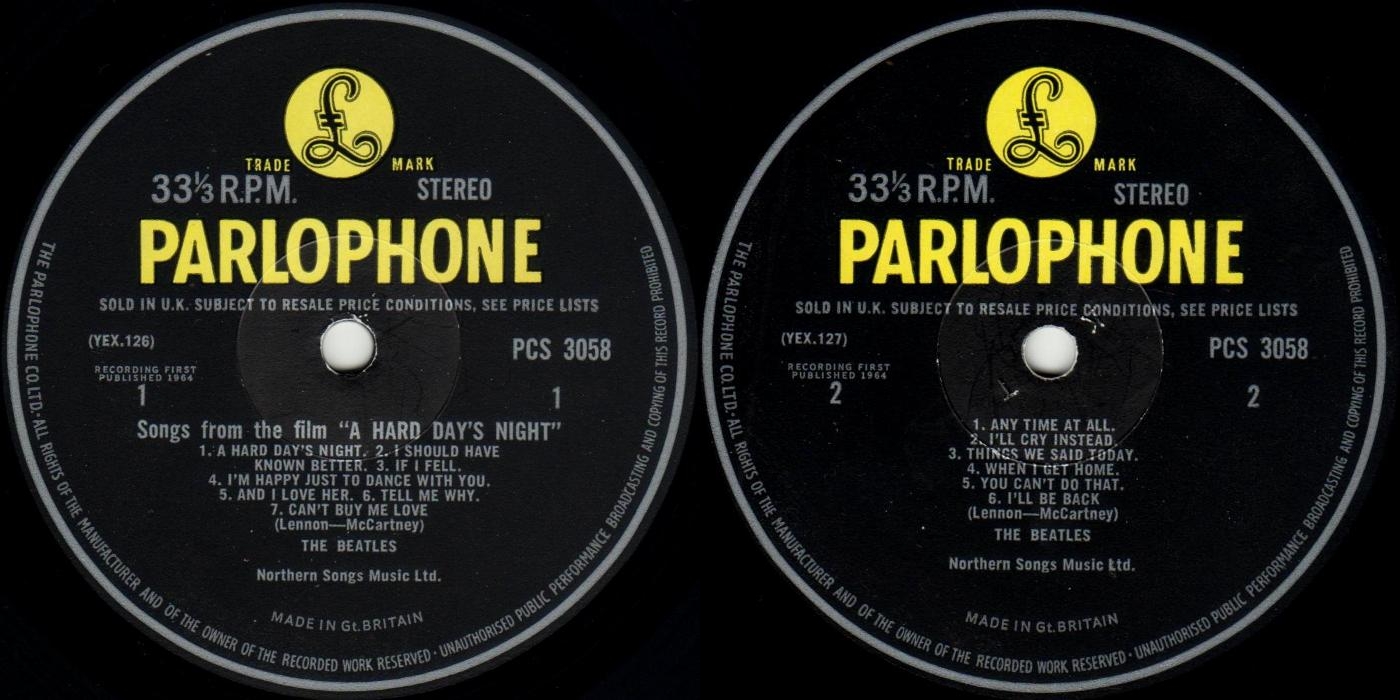 £
TRADE MARK
33⅓ R.P.M. STEREO
PARLOPHONE
SOLD IN U.K. SUBJECT TO RESALE PRICE CONDITIONS, SEE PRICE LISTS
(YEX.126)
PCS 3058
RECORDING FIRST
PUBLISHED 1964
1 1
Songs from the film “A HARD DAY'S NIGHT”
1. A HARD DAY'S NIGHT. 2. I SHOULD HAVE
KNOWN BETTER. 3. IF I FELL.
4. I'M HAPPY JUST TO DANCE WITH YOU.
5. AND I LOVE HER. 6. TELL ME WHY.
7. CAN'T BUY ME LOVE
(Lennon—McCartney)
THE BEATLES
Northern Songs Music Ltd.
MADE IN Gt. BRITAIN
THE PARLOPHONE CO. LTD. · ALL RIGHTS OF THE MANUFACTURER AND OF THE OWNER OF THE RECORDED WORK RESERVED · UNAUTHORISED PUBLIC PERFORMANCE BROADCASTING AND COPYING OF THIS RECORD PROHIBITED
£
TRADE MARK
33⅓ R.P.M. STEREO
PARLOPHONE
SOLD IN U.K. SUBJECT TO RESALE PRICE CONDITIONS, SEE PRICE LISTS
(YEX.127)
PCS 3058
RECORDING FIRST
PUBLISHED 1964
2 2
1. ANY TIME AT ALL.
2. I'LL CRY INSTEAD.
3. THINGS WE SAID TODAY.
4. WHEN I GET HOME.
5. YOU CAN'T DO THAT.
6. I'LL BE BACK
(Lennon—McCartney)
THE BEATLES
Northern Songs Music Ltd.
MADE IN Gt. BRITAIN
THE PARLOPHONE CO. LTD. · ALL RIGHTS OF THE MANUFACTURER AND OF THE OWNER OF THE RECORDED WORK RESERVED · UNAUTHORISED PUBLIC PERFORMANCE BROADCASTING AND COPYING OF THIS RECORD PROHIBITED